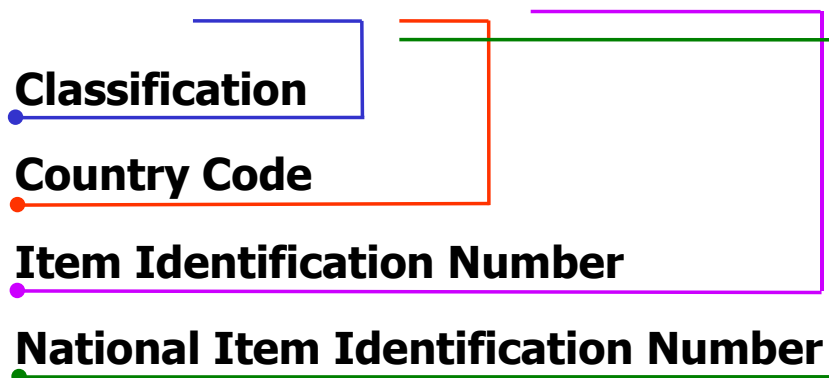 Classification
Country Code
Item Identification Number
National Item Identification Number